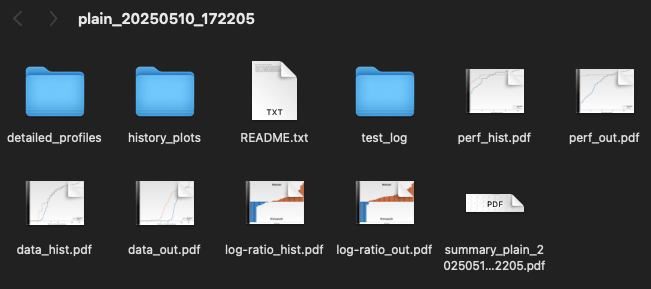 plain_20250510_172205
TXT
detailed_profiles
history_plots
README.txt
test_log
perf_hist.pdf
perf_out.pdf
PDF
data_hist.pdf
data_out.pdf
log-ratio_hist.pdf
log-ratio_out.pdf
summary_plain_2
025051...2205.pdf